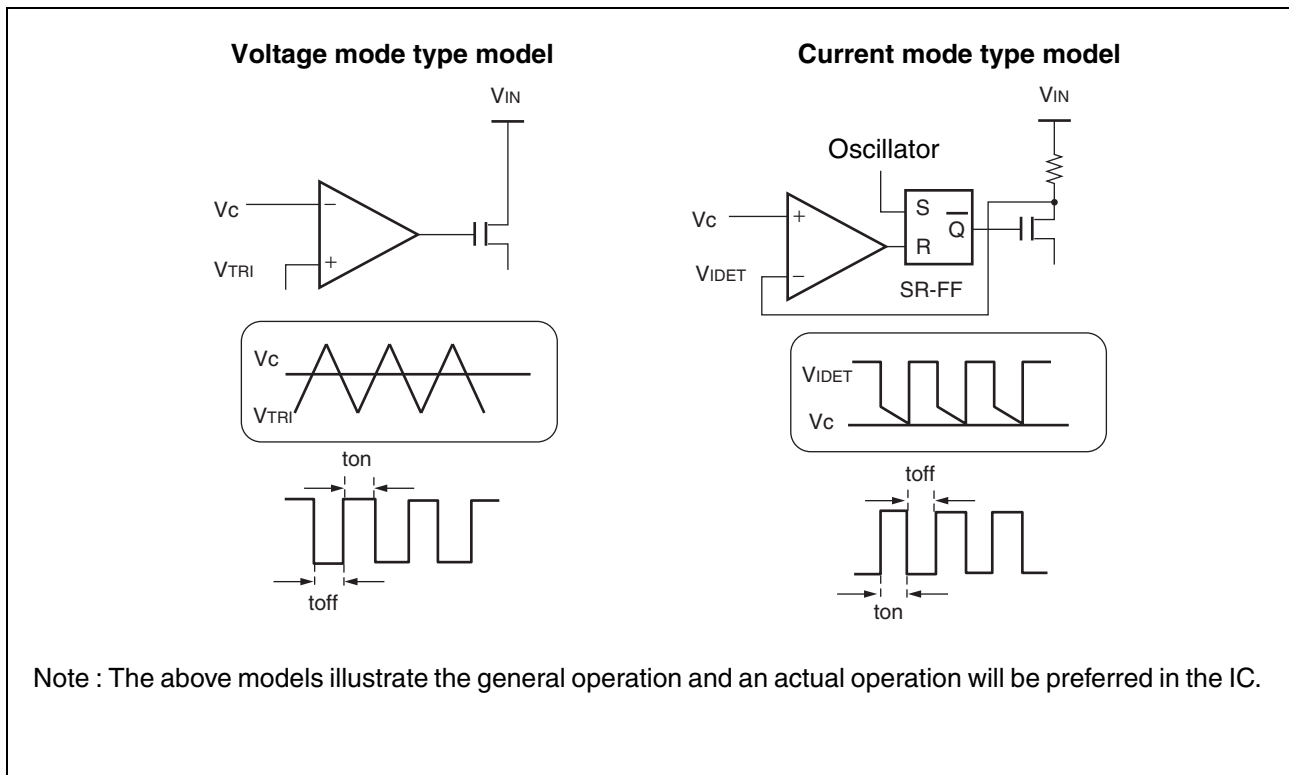 Voltage mode type model
VIN
Vc
−
+
VTRI
Vc
VTRI
ton
toff
Current mode type model
VIN
Oscillator
Vc
+
−
VIDET
S
R
Q
SR-FF
VIDET
Vc
toff
ton
Note : The above models illustrate the general operation and an actual operation will be preferred in the IC.